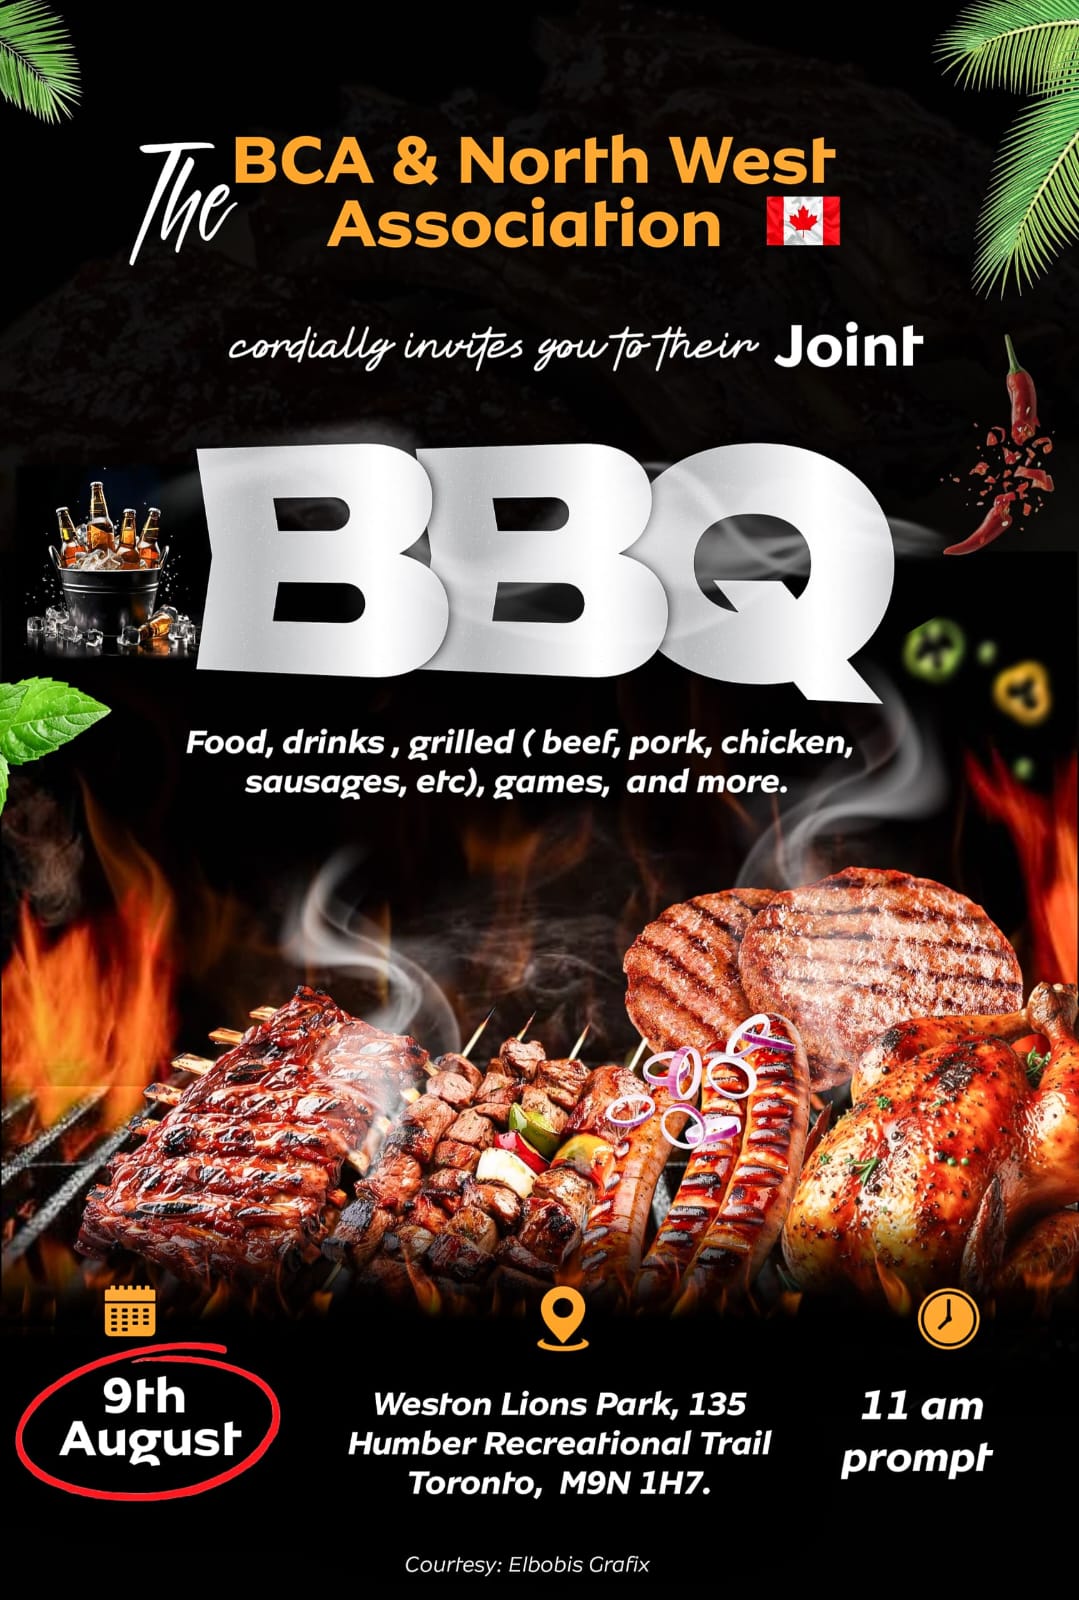 The BCA & North West
Association
cordially invites you to their Joint
BBQ
Food, drinks , grilled ( beef, pork, chicken,
sausages, etc), games, and more.
9th
August
Weston Lions Park, 135
Humber Recreational Trail
Toronto, M9N 1H7.
11 am
prompt
Courtesy: Elbobis Grafix